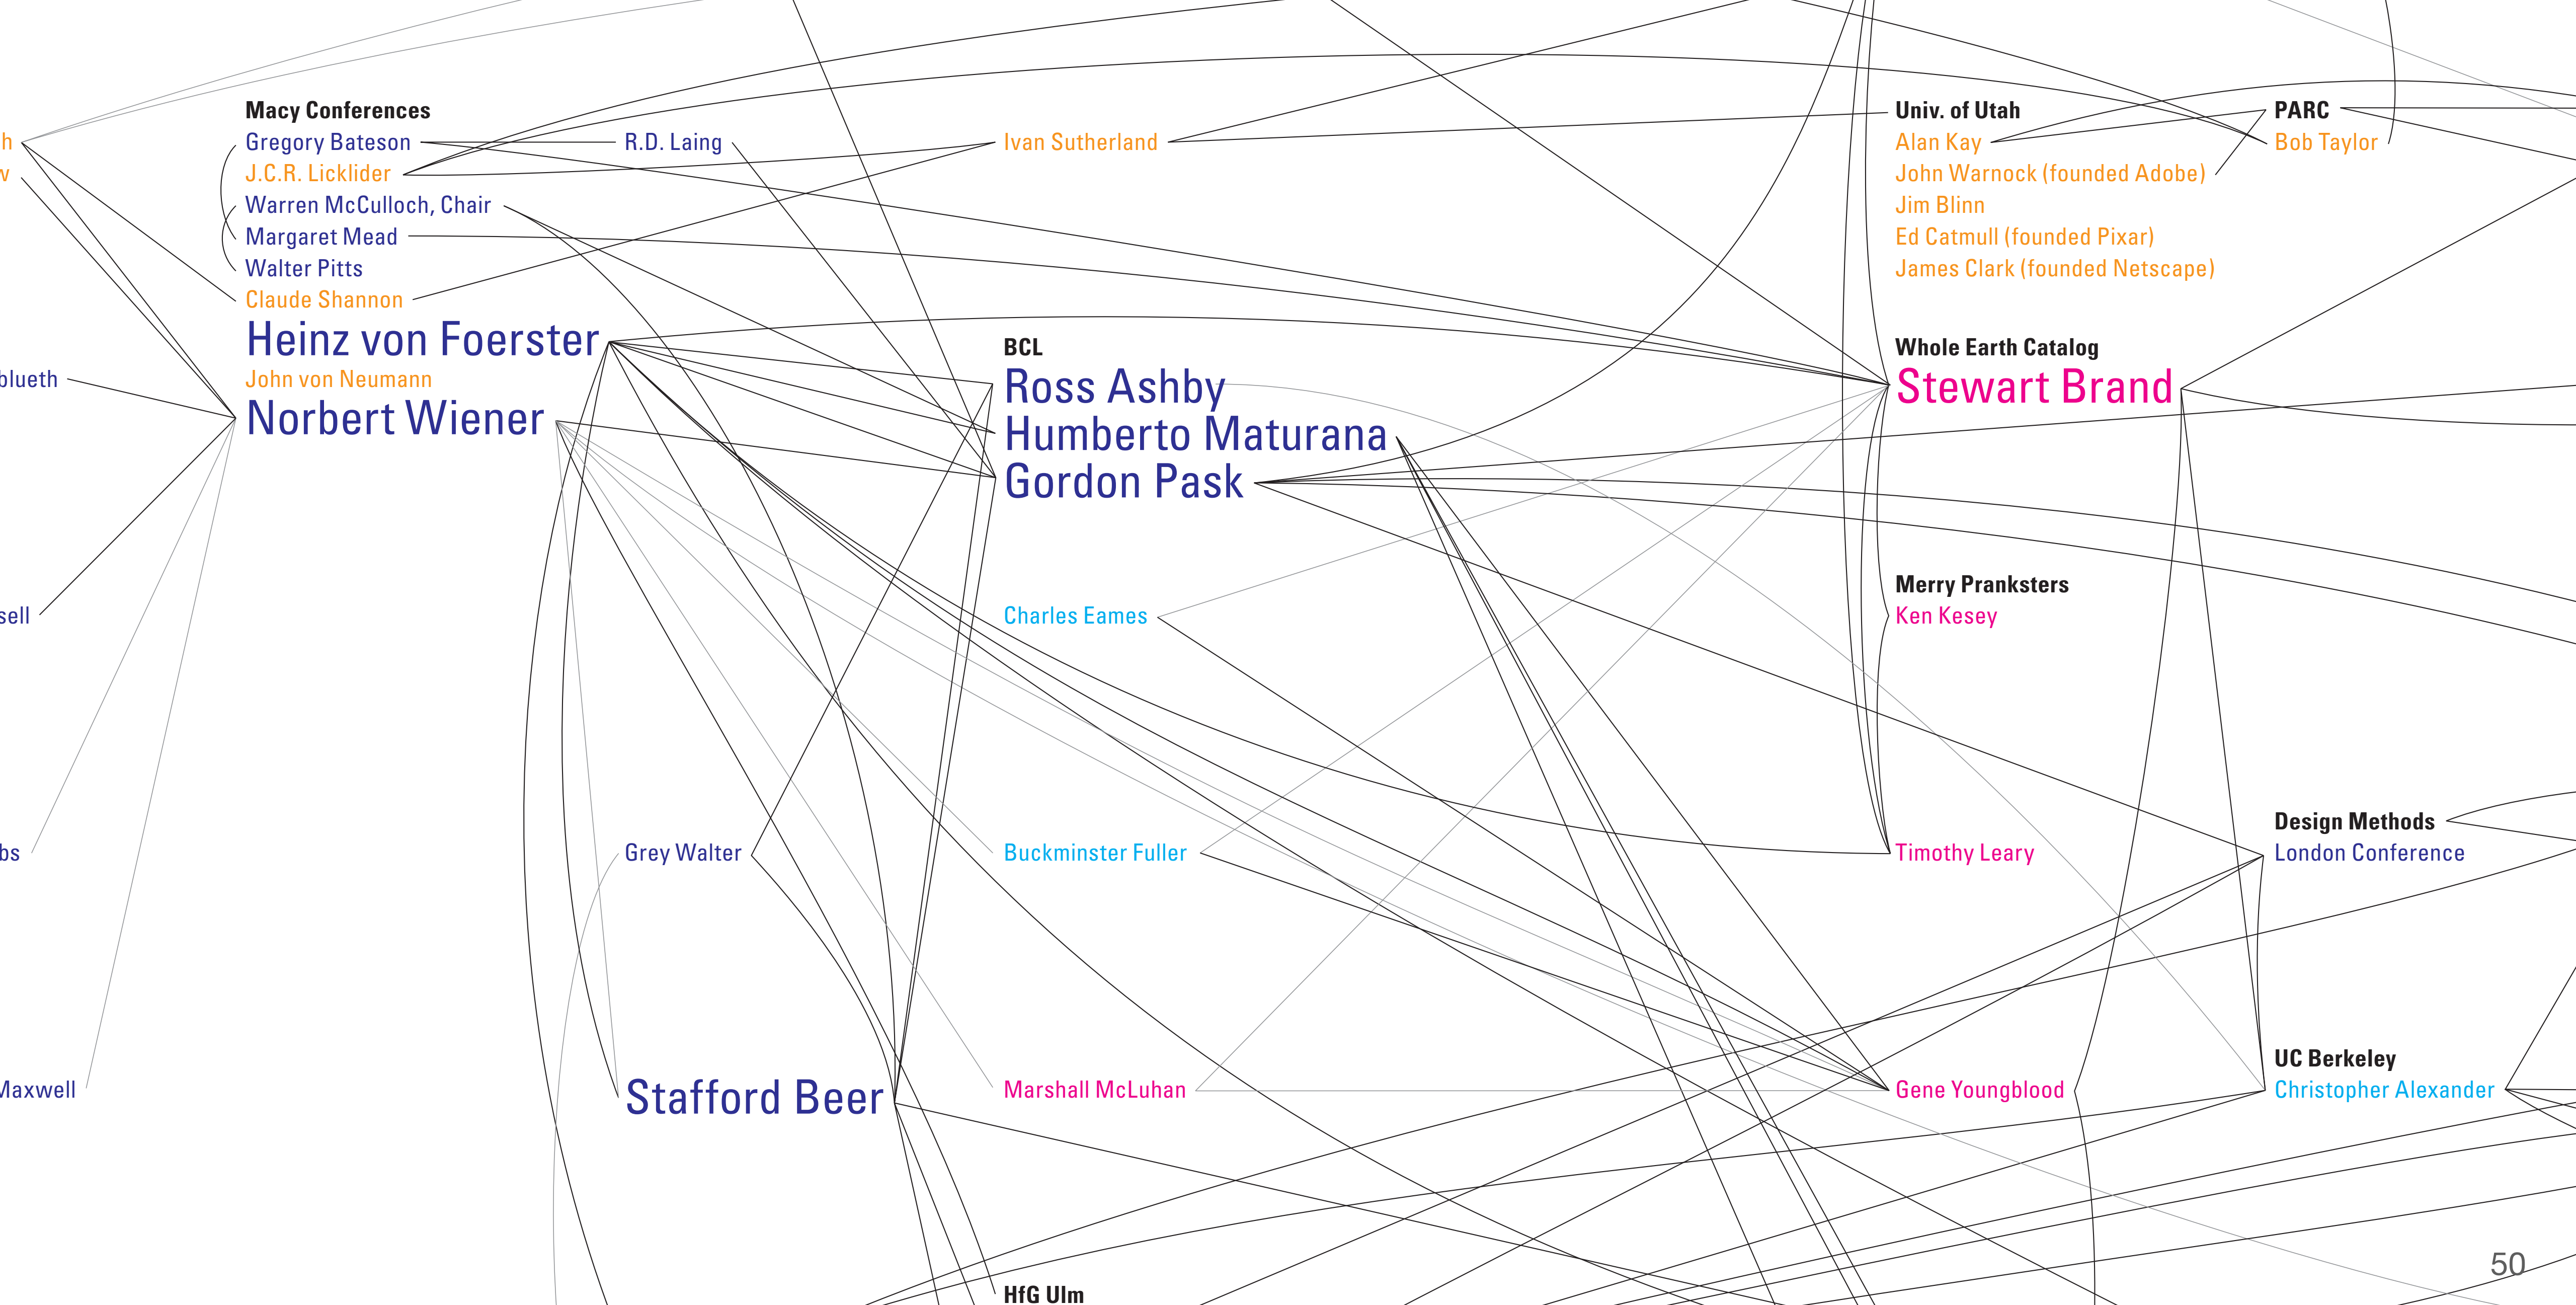 Macy Conferences
Gregory Bateson
J.C.R. Licklider
Warren McCulloch, Chair
Margaret Mead
Walter Pitts
Claude Shannon
Heinz von Foerster
John von Neumann
Norbert Wiener
h
w
blueth
sell
bs
Maxwell
R.D. Laing
Grey Walter
Stafford Beer
Ivan Sutherland
BCL
Ross Ashby
Humberto Maturana
Gordon Pask
Charles Eames
Buckminster Fuller
Marshall McLuhan
HfG Ulm
Univ. of Utah
Alan Kay
John Warnock (founded Adobe)
Jim Blinn
Ed Catmull (founded Pixar)
James Clark (founded Netscape)
Whole Earth Catalog
Stewart Brand
Merry Pranksters
Ken Kesey
Timothy Leary
Gene Youngblood
PARC
Bob Taylor
Design Methods
London Conference
UC Berkeley
Christopher Alexander
50